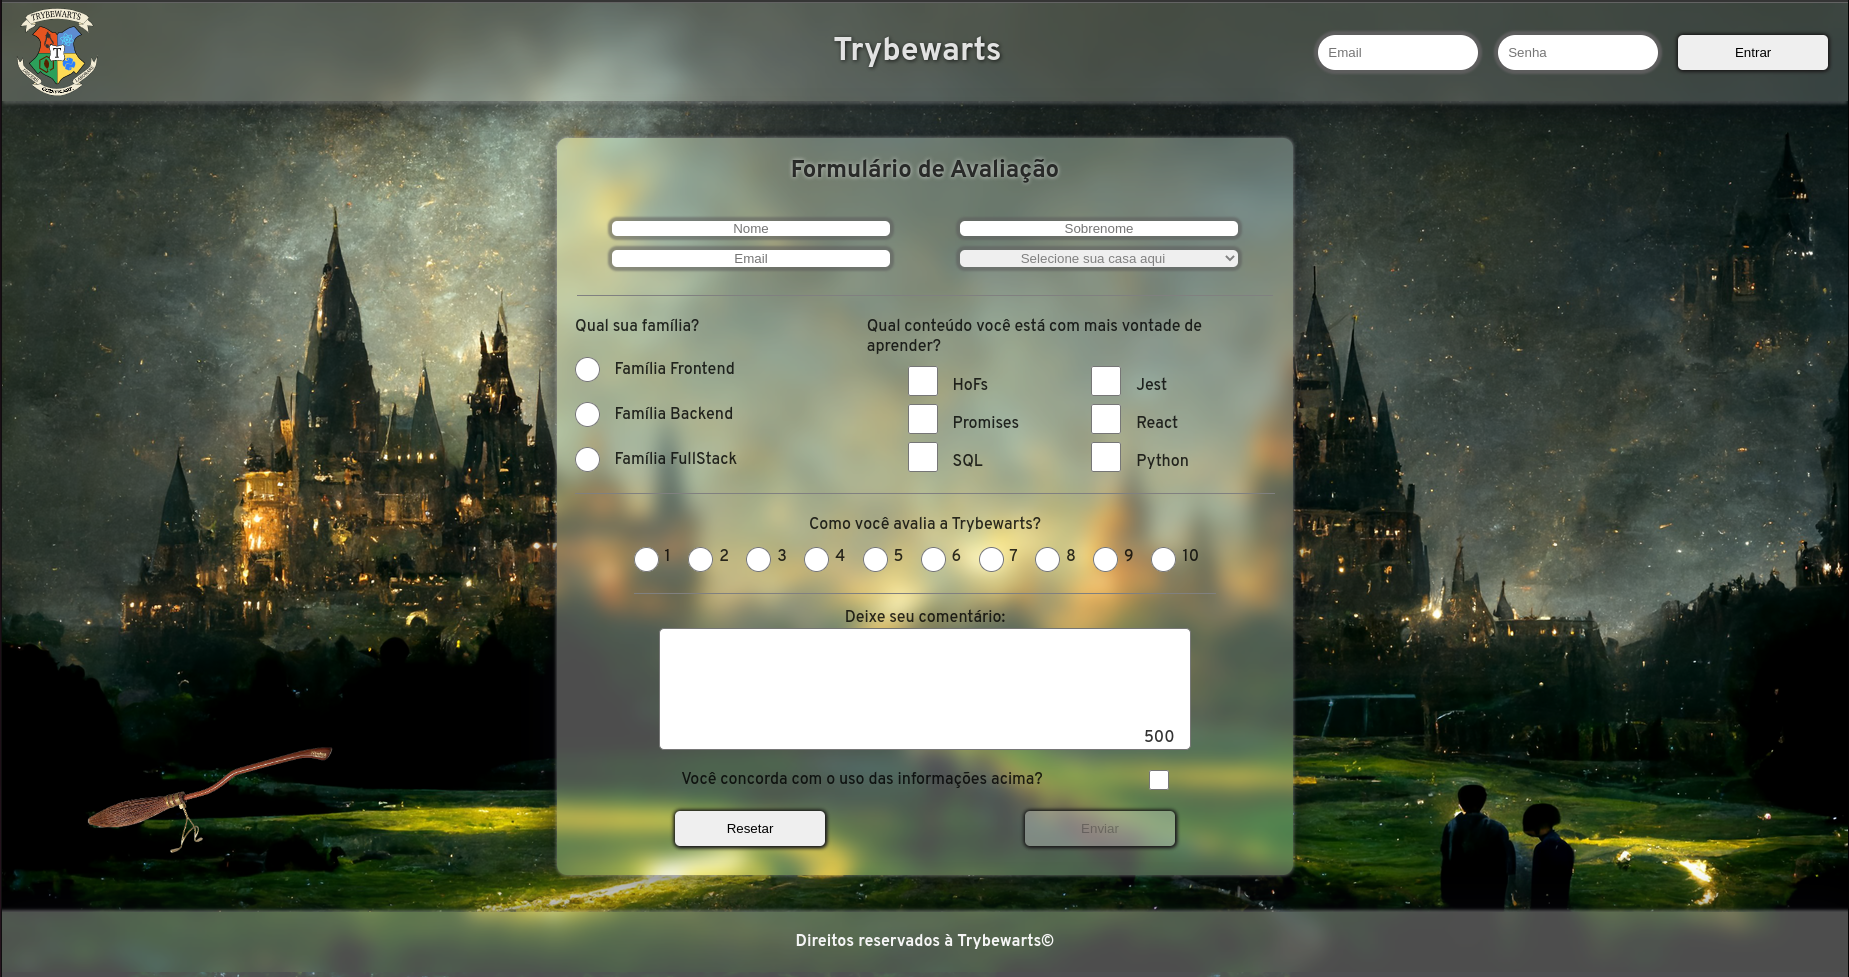 TRYBEWARTS
T
Trybewarts
Email
Senha
Entrar
Formulário de Avaliação
Nome
Sobrenome
Email
Selecione sua casa aqui
Qual sua família?
Família Frontend
Família Backend
Família FullStack
Qual conteúdo você está com mais vontade de
aprender?
HoFs
Jest
Promises
React
SQL
Python
Como você avalia a Trybewarts?
1 2 3 4 5 6 7 8 9 10
Deixe seu comentário:
500
Você concorda com o uso das informações acima?
Resetar
Enviar
Direitos reservados à Trybewarts©